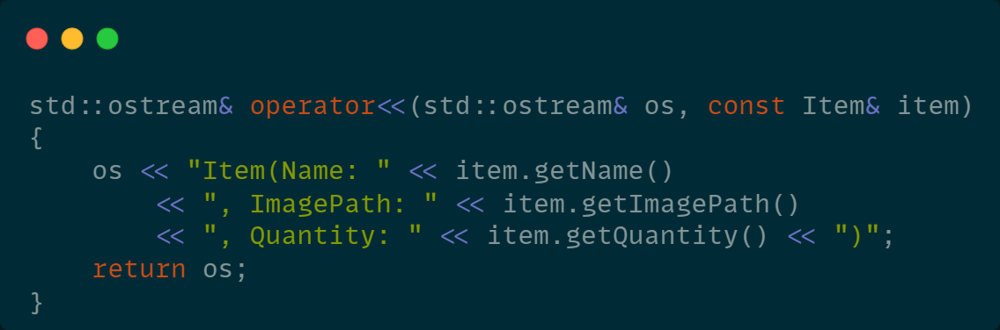 std::ostream& operator<<(std::ostream& os, const Item& item)
{
    os << "Item(Name: " << item.getName()
        << ", ImagePath: " << item.getImagePath()
        << ", Quantity: " << item.getQuantity() << ")";
    return os;
}